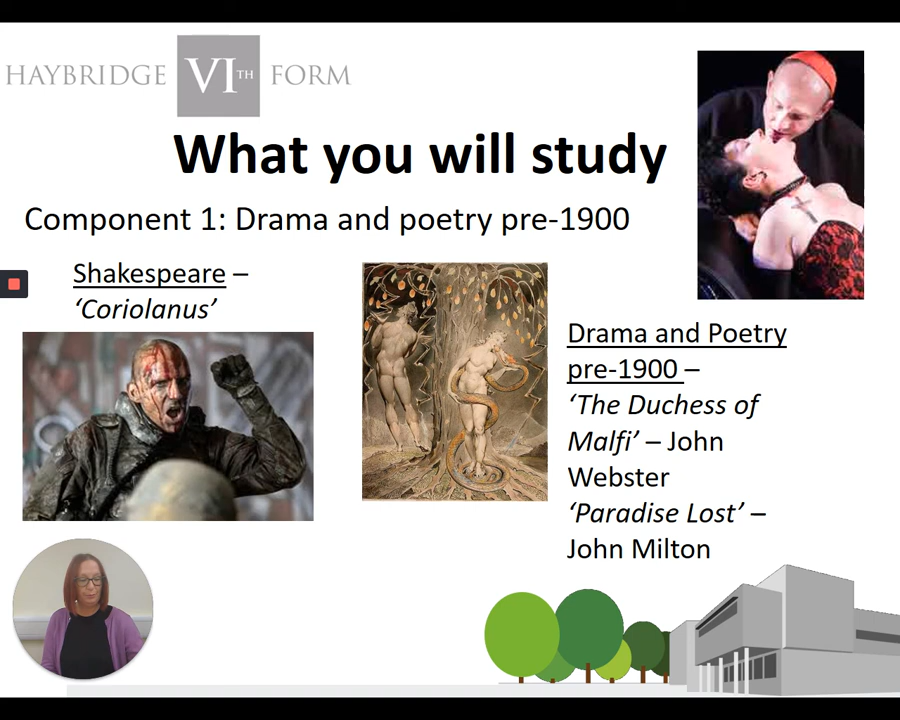 HAYBRIDGE VITH FORM
What you will study
Component 1: Drama and poetry pre-1900
Shakespeare –
‘Coriolanus’
Drama and Poetry
pre-1900 –
‘The Duchess of
Malfi’ – John
Webster
‘Paradise Lost’ –
John Milton